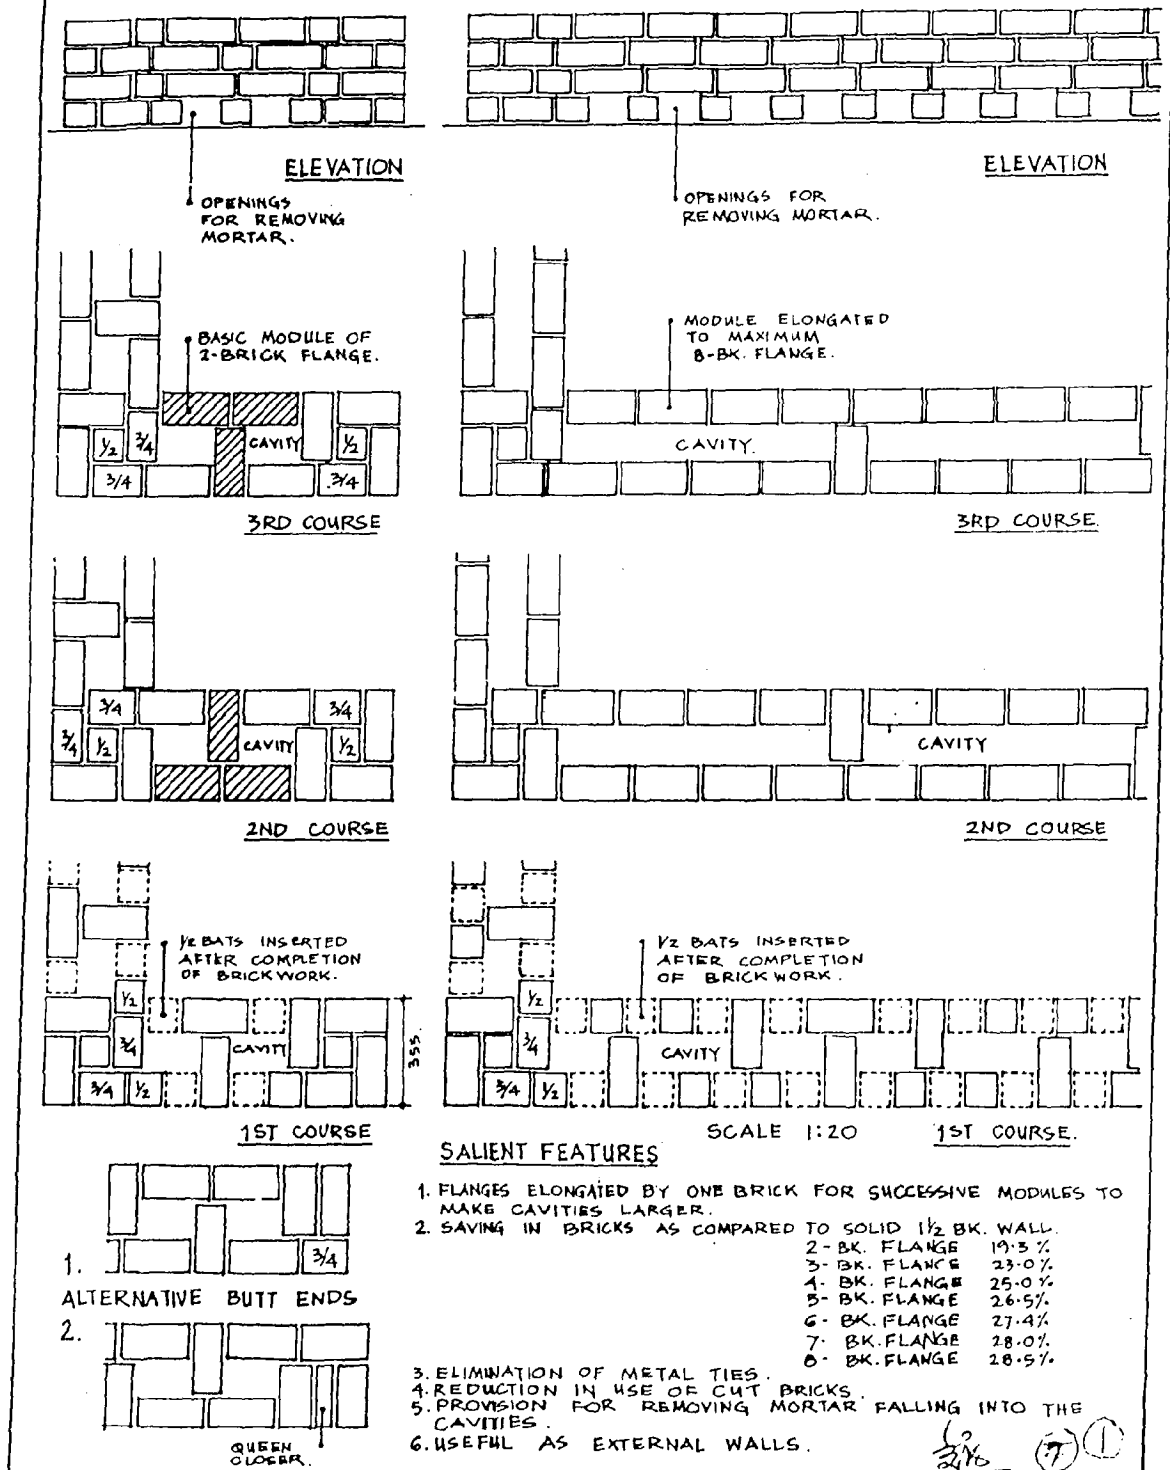 ELEVATION
ELEVATION
OPENINGS
FOR REMOVING
MORTAR.
OPENINGS FOR
REMOVING MORTAR.
BASIC MODULE OF
2-BRICK FLANGE.
MODULE ELONGATED
TO MAXIMUM
8-BK. FLANGE.
1/2
3/4
CAVITY
1/2
3/4
3/4
CAVITY.
3RD COURSE
3RD COURSE.
3/4
3/4
3/4
1/2
CAVITY
1/2
CAVITY
2ND COURSE
2ND COURSE
1/2 BATS INSERTED
AFTER COMPLETION
OF BRICKWORK.
1/2 BATS INSERTED
AFTER COMPLETION
OF BRICKWORK.
1/2
3/4
CAVITY
3/4
1/2
355.
1/2
3/4
CAVITY
3/4
1/2
1ST COURSE
SCALE 1:20
1ST COURSE.
1.
3/4
ALTERNATIVE BUTT ENDS
2.
QUEEN
CLOSER.
SALIENT FEATURES
1. FLANGES ELONGATED BY ONE BRICK FOR SUCCESSIVE MODULES TO
MAKE CAVITIES LARGER.
2. SAVING IN BRICKS AS COMPARED TO SOLID 1½ BK. WALL.
2- BK. FLANGE 19.3%
3- BK. FLANGE 23.0%
4- BK. FLANGE 25.0%
5- BK. FLANGE 26.5%
6- BK. FLANGE 27.4%
7- BK. FLANGE 28.0%
8- BK. FLANGE 28.5%
3. ELIMINATION OF METAL TIES.
4. REDUCTION IN USE OF CUT BRICKS.
5. PROVISION FOR REMOVING MORTAR FALLING INTO THE
CAVITIES.
6. USEFUL AS EXTERNAL WALLS.
7 1